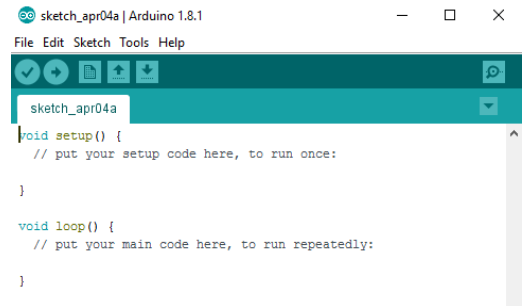 sketch_apr04a | Arduino 1.8.1
File Edit Sketch Tools Help
sketch_apr04a
void setup() {
  // put your setup code here, to run once:
}
void loop() {
  // put your main code here, to run repeatedly:
}